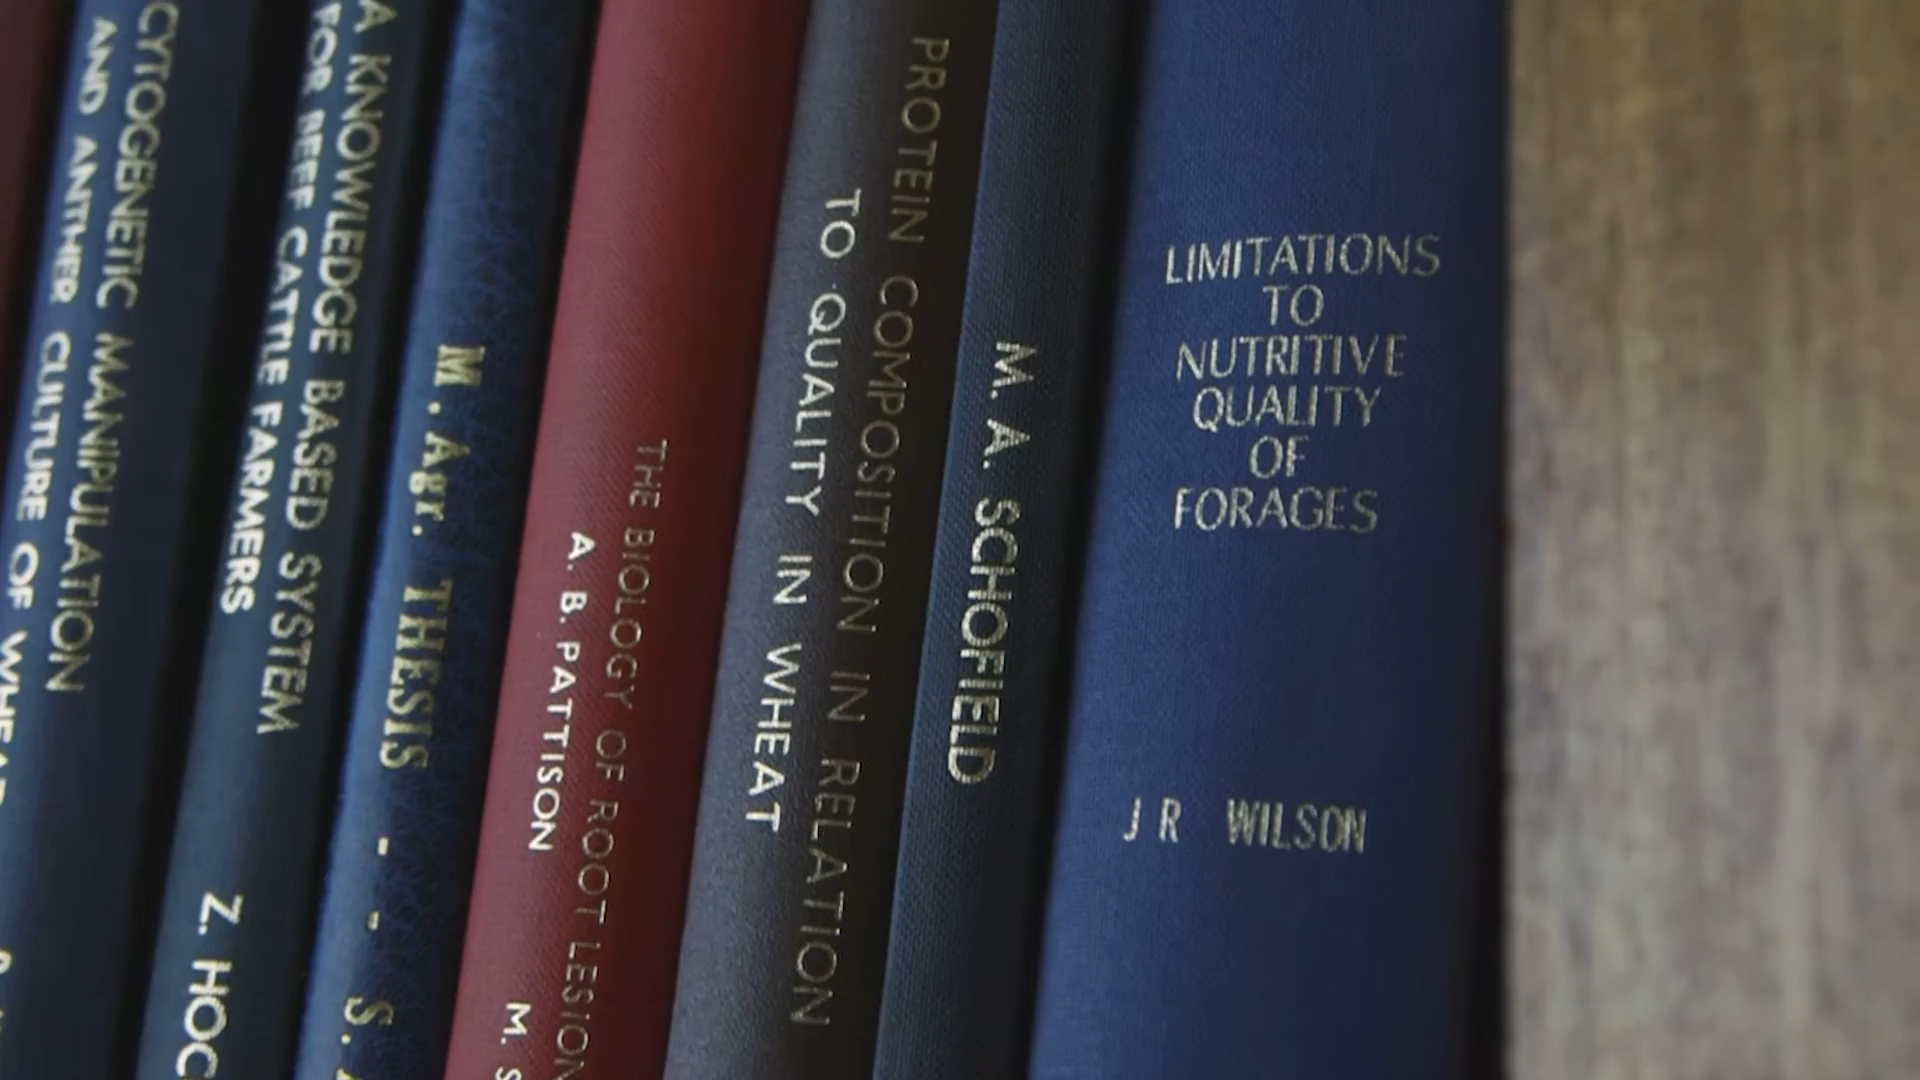 CYTOGENETIC MANIPULATION
AND ANTHER CULTURE OF WHEAT
A KNOWLEDGE BASED SYSTEM
FOR BEEF CATTLE FARMERS
Z. HOC
M. Agr. THESIS - - S.
THE BIOLOGY OF ROOT LESION
A. B. PATTISON
M. S
PROTEIN COMPOSITION IN RELATION
TO QUALITY IN WHEAT
M. A. SCHOFIELD
LIMITATIONS
TO
NUTRITIVE
QUALITY
OF
FORAGES
J R WILSON